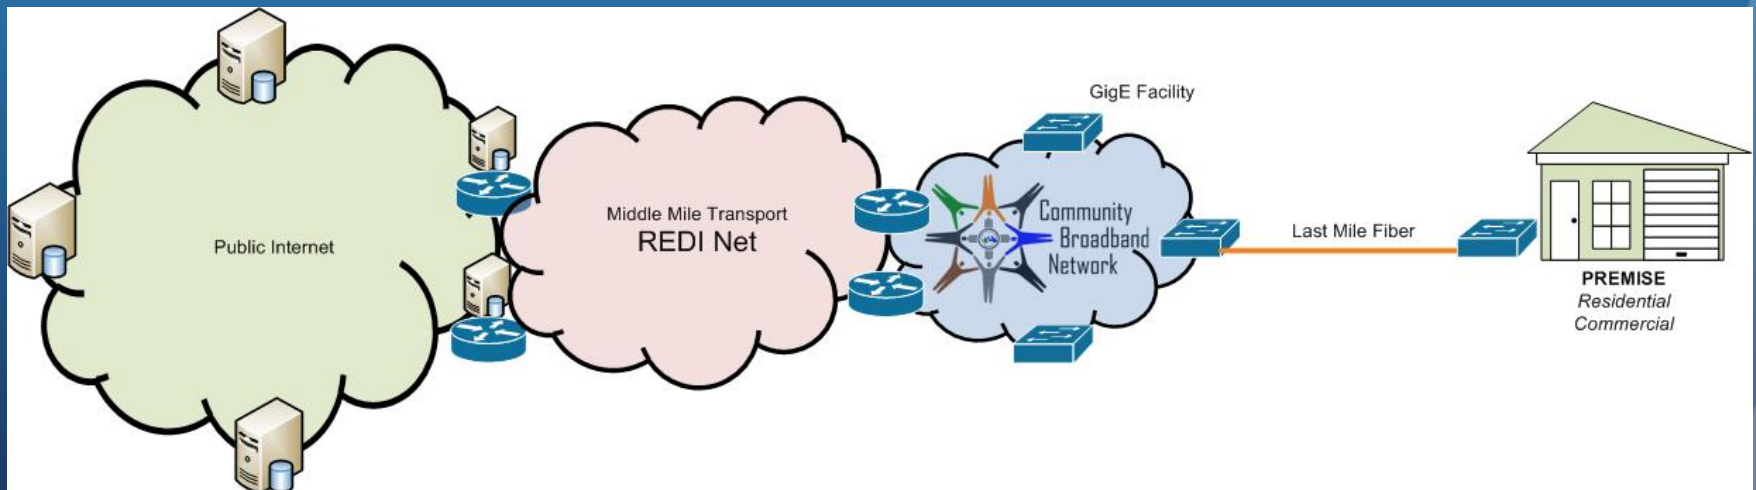 Public Internet
Middle Mile Transport
REDI Net
GigE Facility
Community
Broadband
Network
Last Mile Fiber
PREMISE
Residential
Commercial